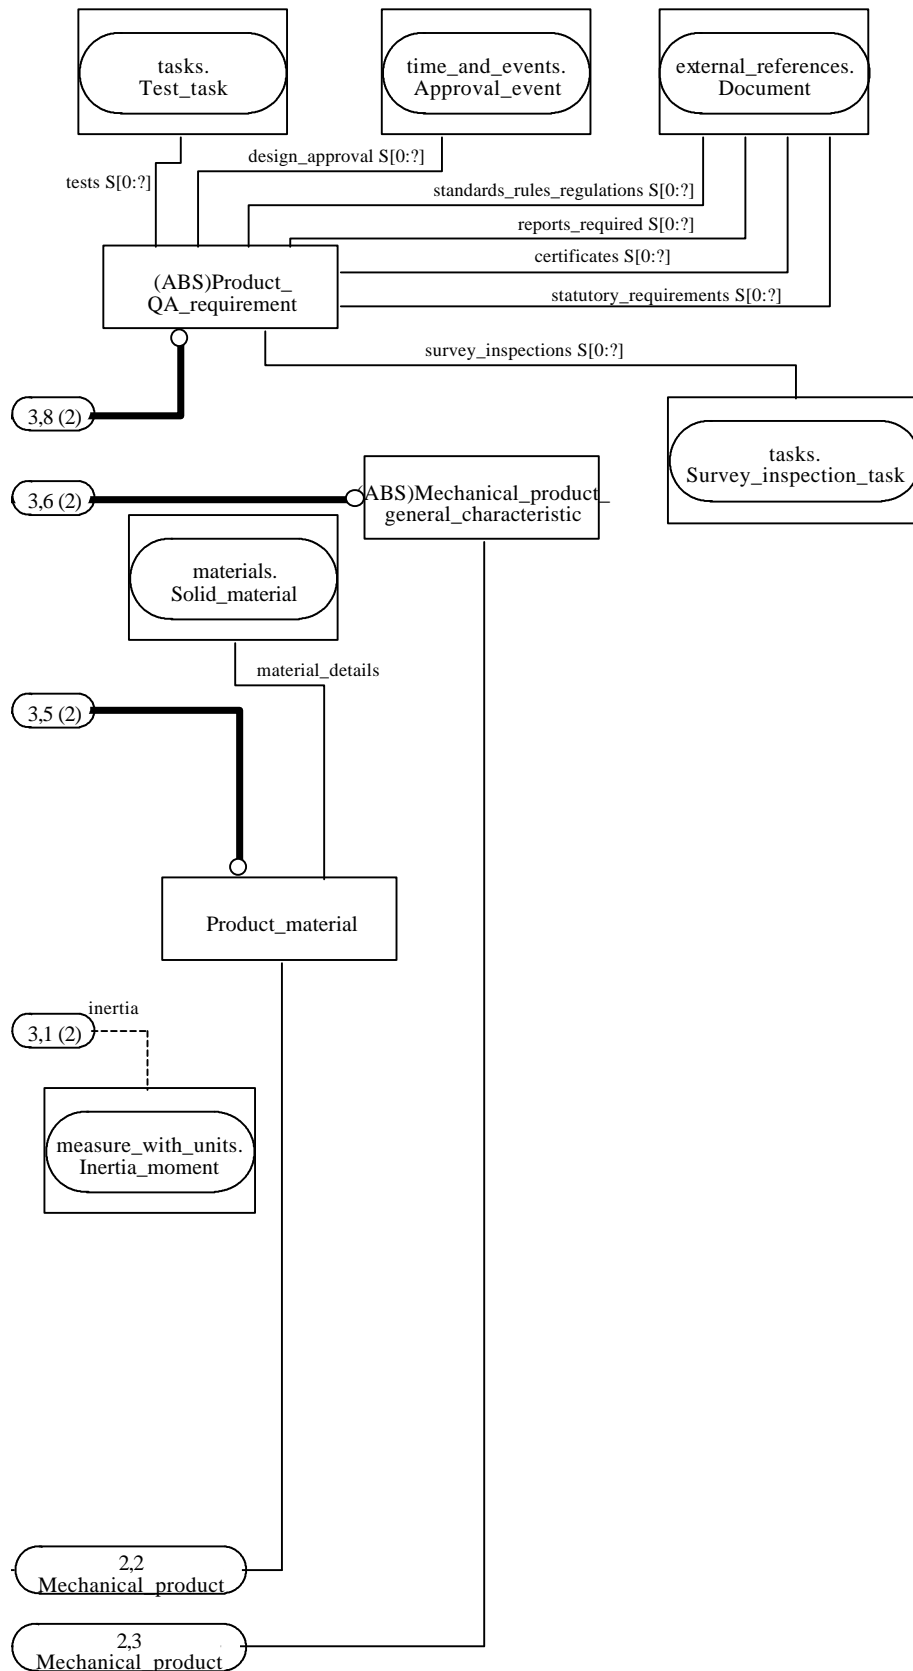 tasks.
Test_task
time_and_events.
Approval_event
external_references.
Document
design_approval S[0:?]
tests S[0:?]
standards_rules_regulations S[0:?]
reports_required S[0:?]
certificates S[0:?]
(ABS)Product_
QA_requirement
statutory_requirements S[0:?]
survey_inspections S[0:?]
3,8 (2)
tasks.
Survey_inspection_task
3,6 (2)
(ABS)Mechanical_product_
general_characteristic
materials.
Solid_material
material_details
3,5 (2)
Product_material
inertia
3,1 (2)
measure_with_units.
Inertia_moment
2,2
Mechanical_product
2,3
Mechanical_product